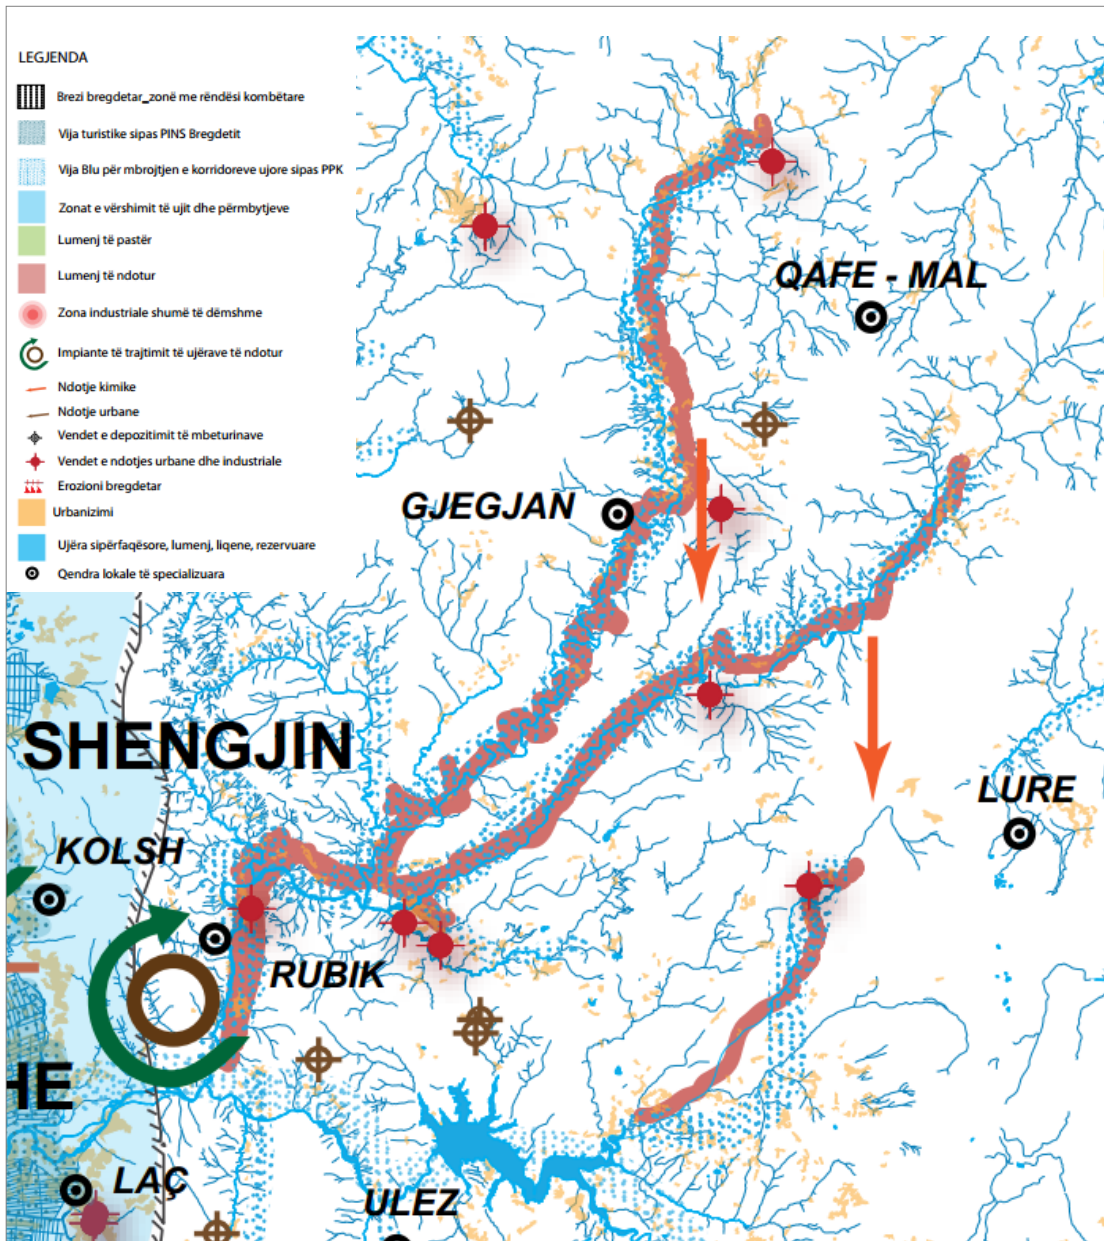 LEGJENDA
Brezi bregdetar_zonë me rëndësi kombëtare
Vija turistike sipas PINS Bregdetit
Vija Blu për mbrojtjen e korridoreve ujore sipas PPK
Zonat e vërshimit të ujit dhe përmbytjeve
Lumenj të pastër
Lumenj të ndotur
Zona industriale shumë të dëmshme
Impiante të trajtimit të ujërave të ndotur
Ndotje kimike
Ndotje urbane
Vendet e depozitimit të mbeturinave
Vendet e ndotjes urbane dhe industriale
Erozioni bregdetar
Urbanizimi
Ujëra sipërfaqësore, lumenj, liqene, rezervuare
Qendra lokale të specializuara
QAFE - MAL
GJEGJAN
SHENGJIN
LURE
KOLSH
RUBIK
HE
LAÇ
ULEZ